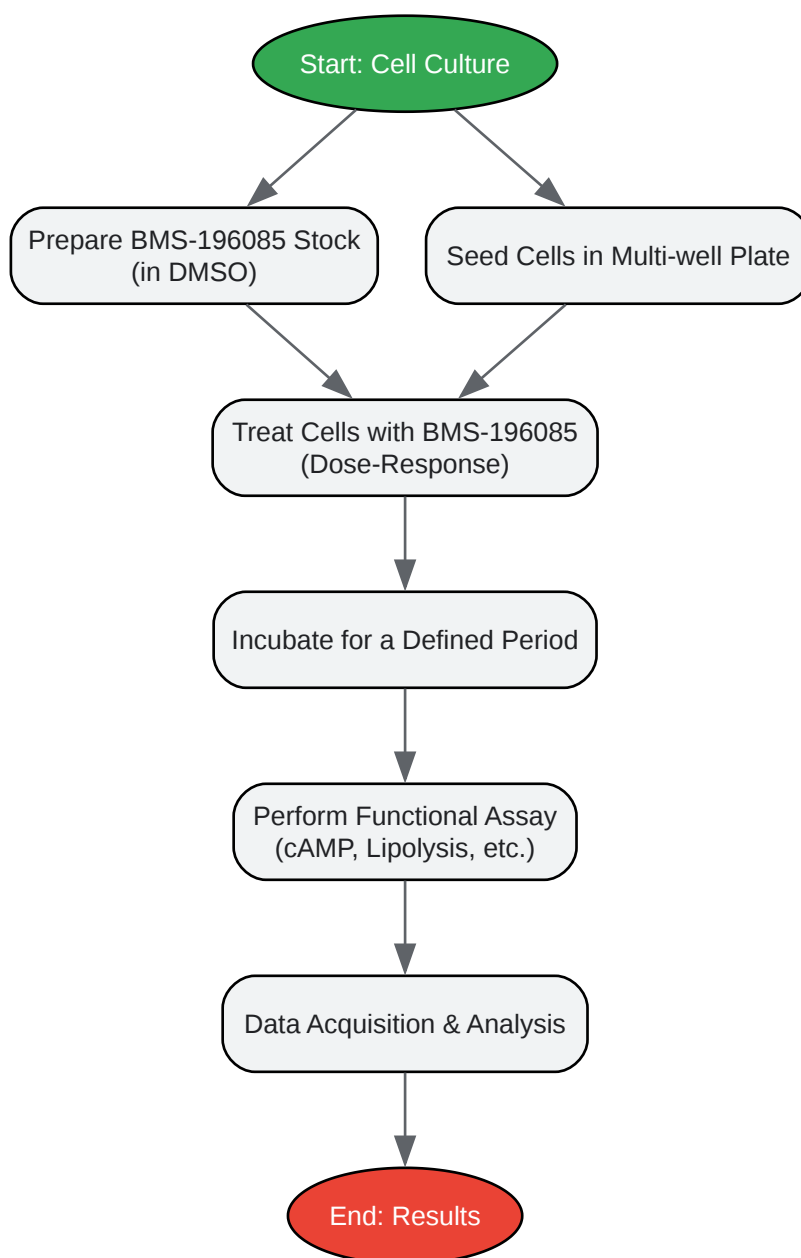 Start: Cell Culture
Prepare BMS-196085 Stock
(in DMSO)
Seed Cells in Multi-well Plate
Treat Cells with BMS-196085
(Dose-Response)
Incubate for a Defined Period
Perform Functional Assay
(cAMP, Lipolysis, etc.)
Data Acquisition & Analysis
End: Results